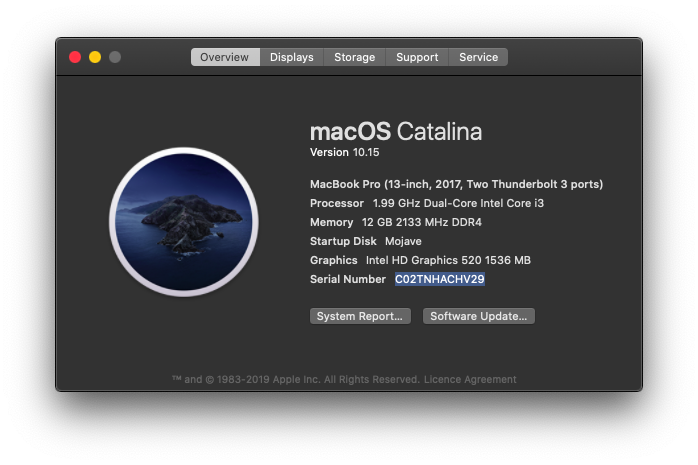 Overview Displays Storage Support Service
macOS Catalina
Version 10.15
MacBook Pro (13-inch, 2017, Two Thunderbolt 3 ports)
Processor 1.99 GHz Dual-Core Intel Core i3
Memory 12 GB 2133 MHz DDR4
Startup Disk Mojave
Graphics Intel HD Graphics 520 1536 MB
Serial Number C02TNHACHV29
System Report... Software Update...
™ and © 1983-2019 Apple Inc. All Rights Reserved. Licence Agreement